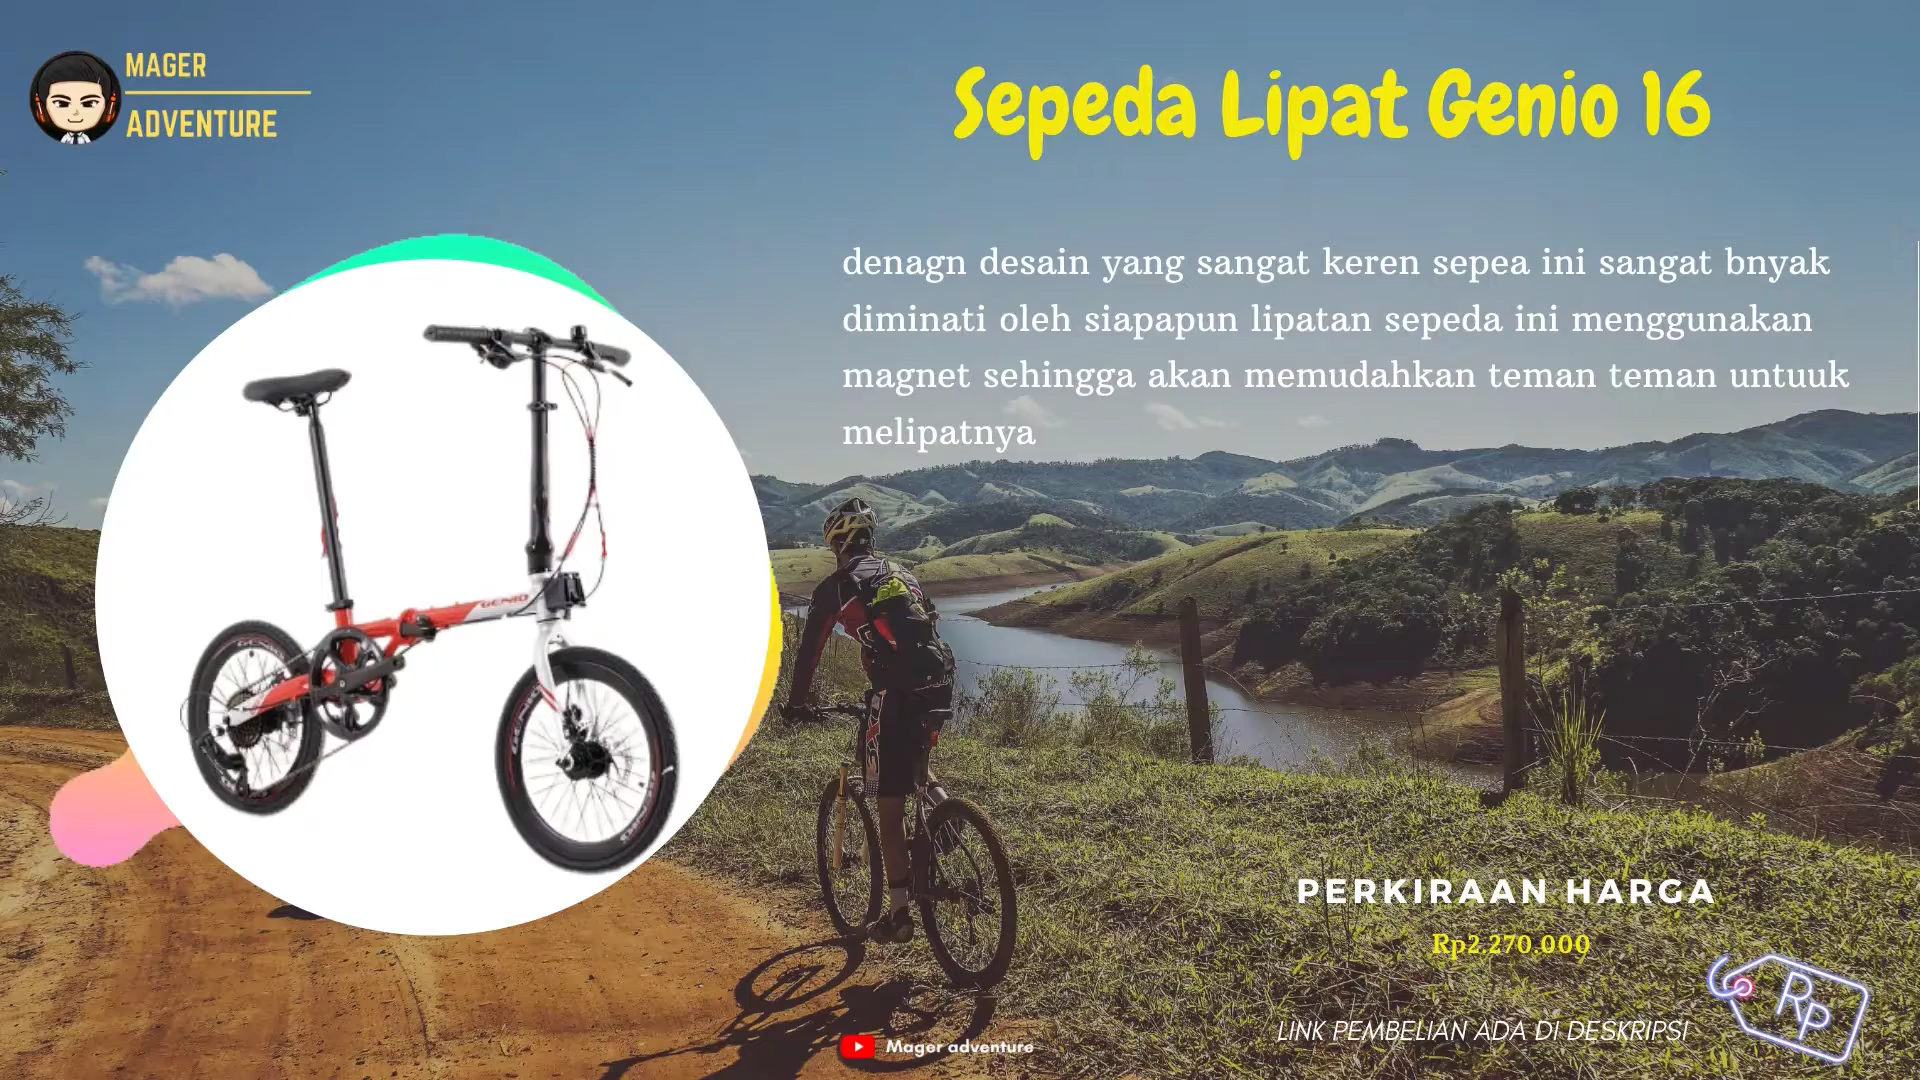 MAGER
ADVENTURE
Sepeda Lipat Genio 16
denagn desain yang sangat keren sepea ini sangat bnyak
diminati oleh siapapun lipatan sepeda ini menggunakan
magnet sehingga akan memudahkan teman teman untuuk
melipatnya
GENIO
PERKIRAAN HARGA
Rp2.270.000
RP
LINK PEMBELIAN ADA DI DESKRIPSI
Mager adventure